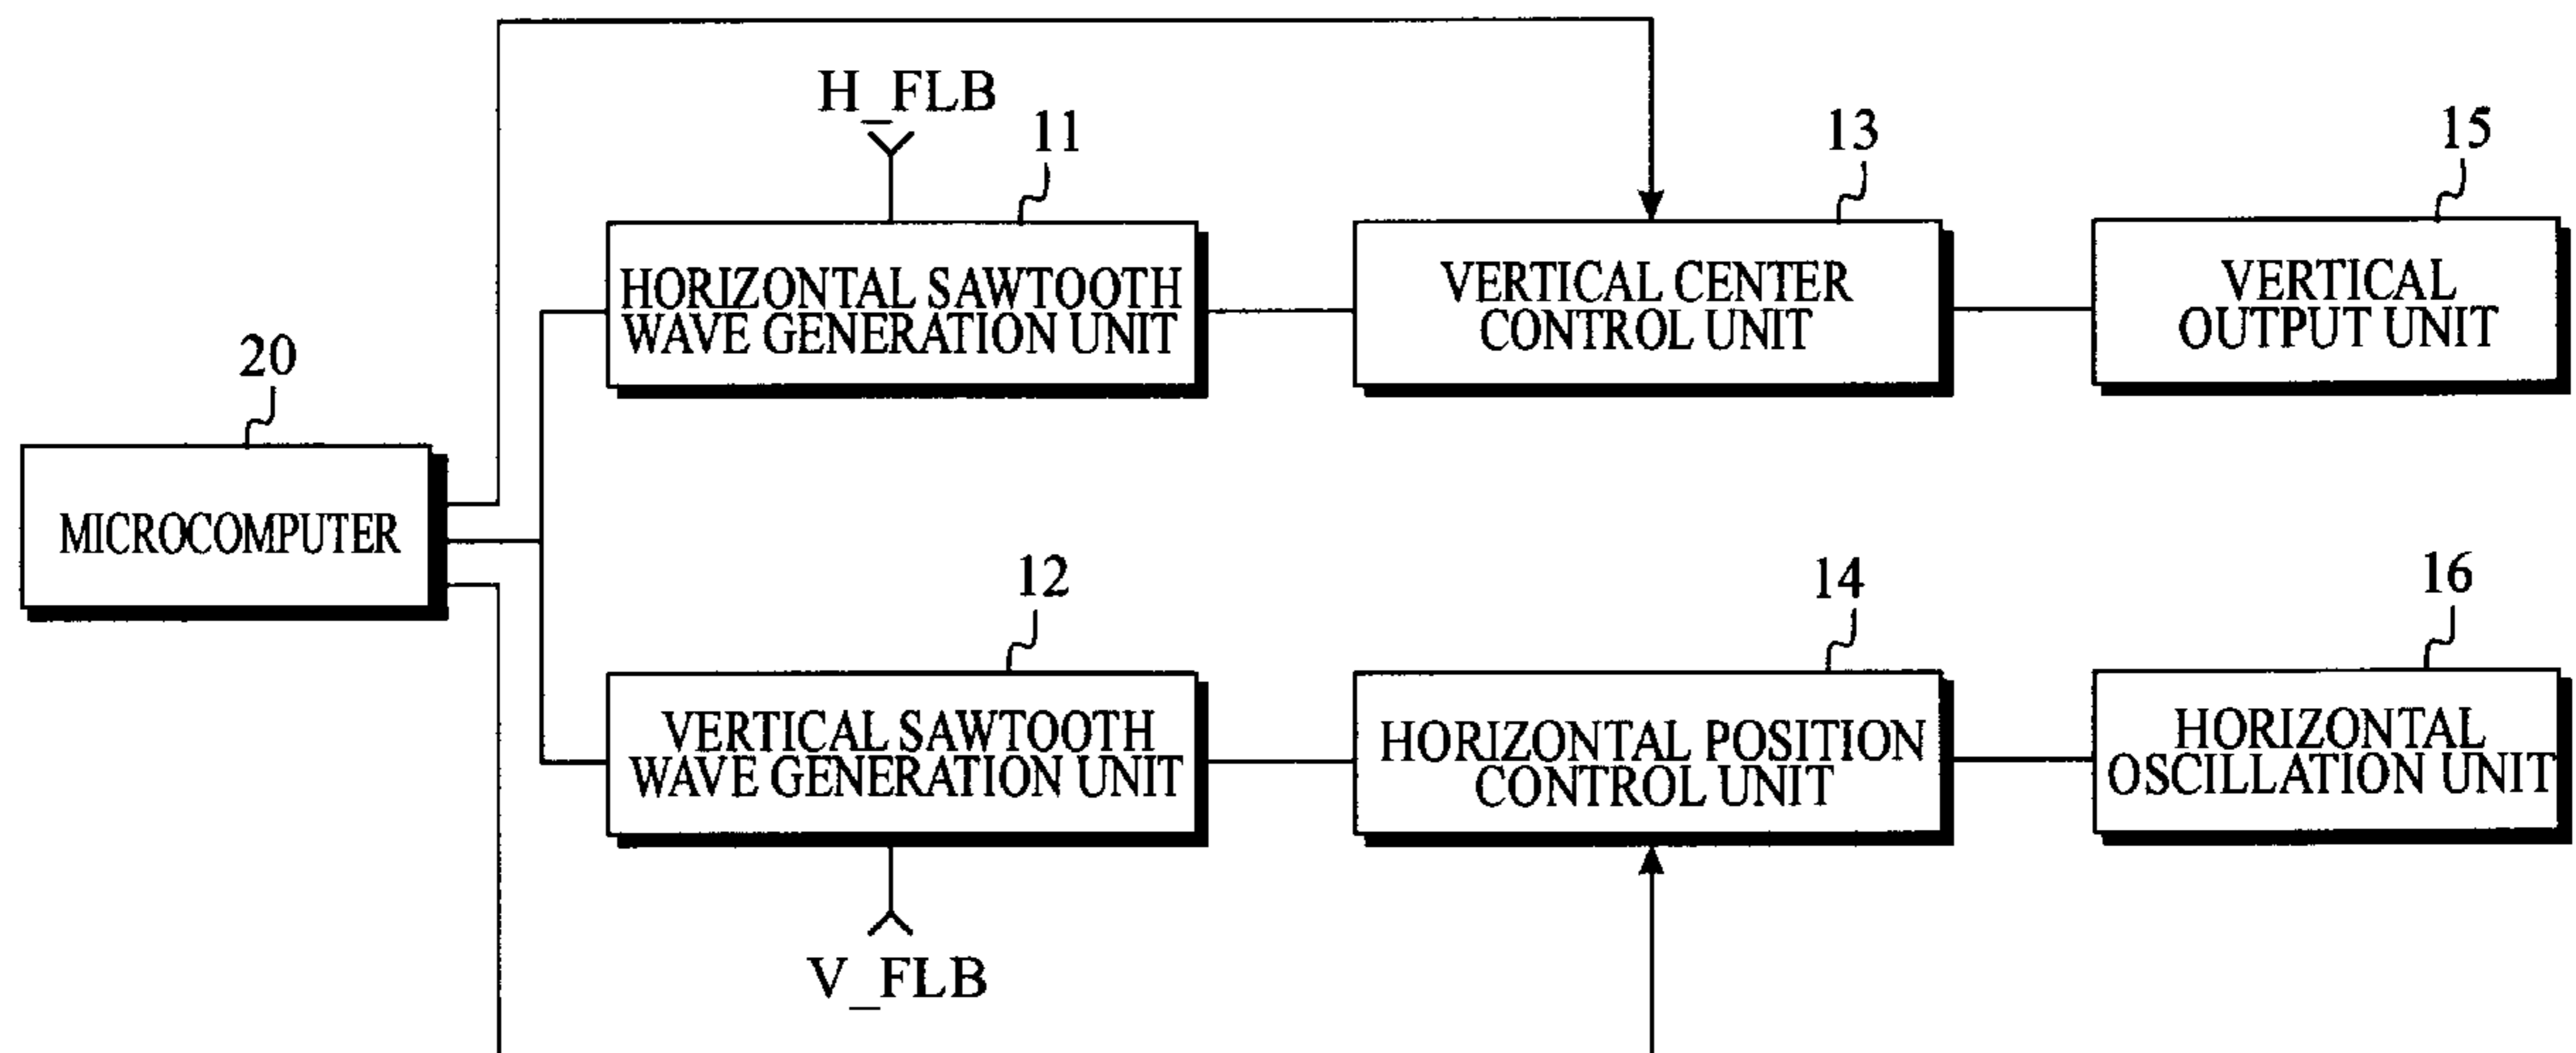 H_FLB
11
13
15
HORIZONTAL SAWTOOTH
WAVE GENERATION UNIT
VERTICAL CENTER
CONTROL UNIT
VERTICAL
OUTPUT UNIT
20
MICROCOMPUTER
12
14
16
VERTICAL SAWTOOTH
WAVE GENERATION UNIT
HORIZONTAL POSITION
CONTROL UNIT
HORIZONTAL
OSCILLATION UNIT
V_FLB